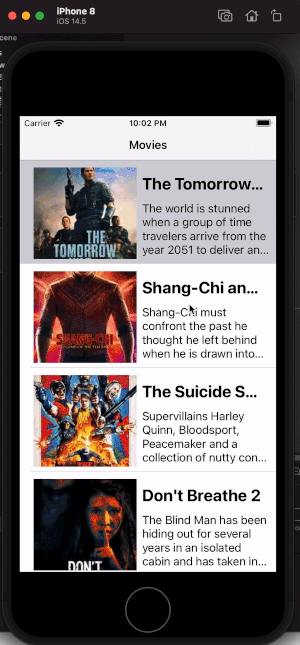 iPhone 8
iOS 14.5
cene
Carrier
10:02 PM
Movies
The Tomorrow...
The world is stunned
when a group of time
travelers arrive from the
year 2051 to deliver an...
THE
TOMORROW
Shang-Chi an...
Shang-Chi must
confront the past he
thought he left behind
when he is drawn into...
SHANG-CHI
The Suicide S...
Supervillains Harley
Quinn, Bloodsport,
Peacemaker and a
collection of nutty con...
Don't Breathe 2
The Blind Man has been
hiding out for several
years in an isolated
cabin and has taken in...
DON'T